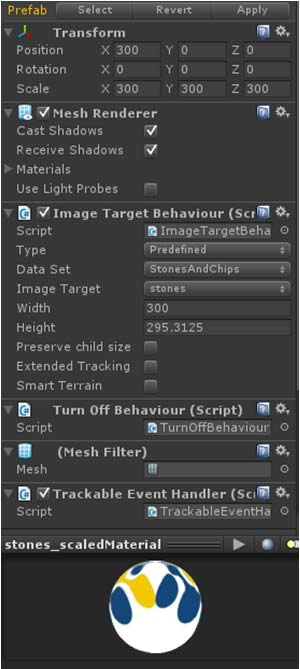 Prefab Select Revert Apply
Transform
Position X 300 Y 0 Z 0
Rotation X 0 Y 0 Z 0
Scale X 300 Y 300 Z 300
Mesh Renderer
Cast Shadows
Receive Shadows
Materials
Use Light Probes
Image Target Behaviour (Scr
Script ImageTargetBeha
Type Predefined
Data Set StonesAndChips
Image Target stones
Width 300
Height 295.3125
Preserve child size
Extended Tracking
Smart Terrain
Turn Off Behaviour (Script)
Script TurnOffBehaviour
(Mesh Filter)
Mesh
Trackable Event Handler (Sc
Script TrackableEventHa
stones_scaledMaterial